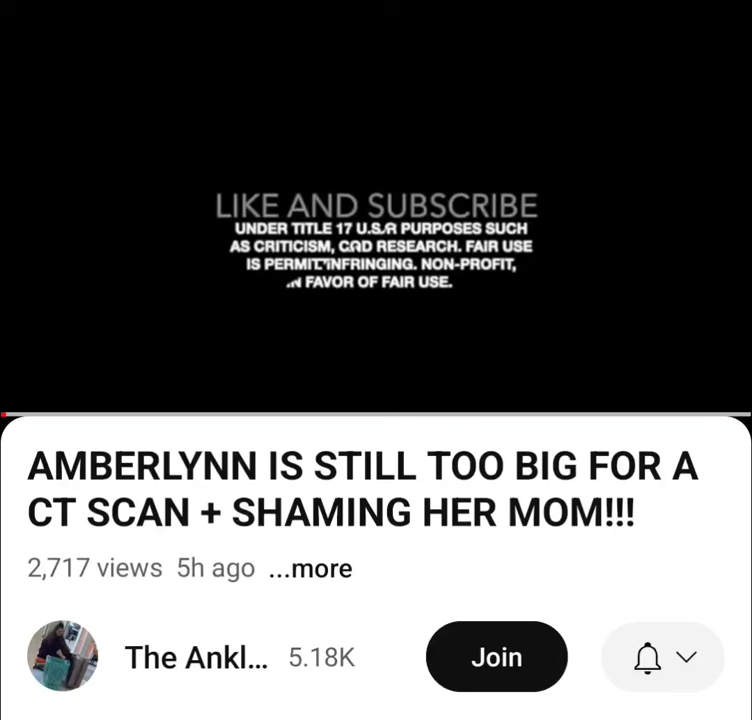 LIKE AND SUBSCRIBE
UNDER TITLE 17 U.S. PURPOSES SUCH
AS CRITICISM, RESEARCH. FAIR USE
IS PERMIT INFRINGING. NON-PROFIT,
FAVOR OF FAIR USE.
AMBERLYNN IS STILL TOO BIG FOR A
CT SCAN + SHAMING HER MOM!!!
2,717 views 5h ago ...more
The Ankl... 5.18K Join